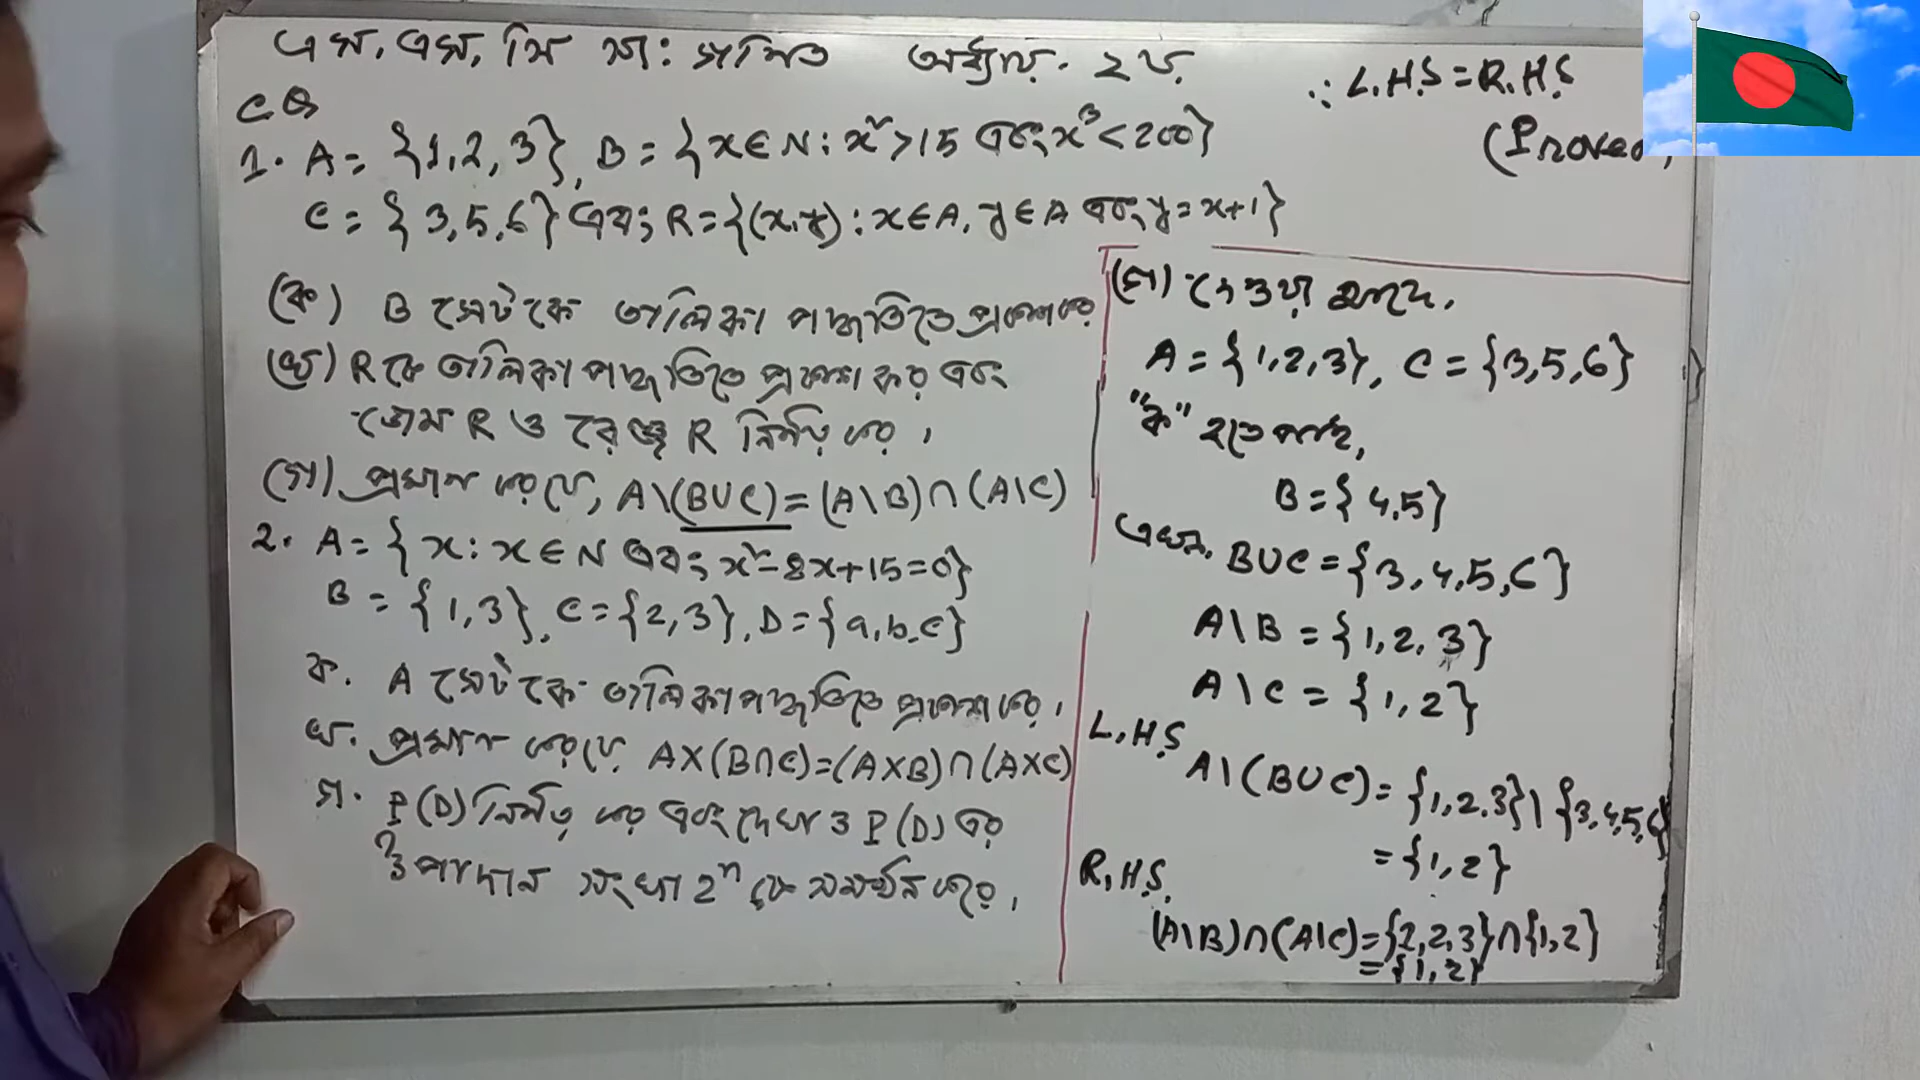 এস. এস. সি সা: গণিত অধ্যায়- ২য়.
CQ
1. A = {1, 2, 3}, B = {x ∈ N : x² > 15 এবং x³ < 200}
C = {3, 5, 6} এবং R = {(x, y) : x ∈ A, y ∈ A এবং y = x+1}
(ক) B সেটকে তালিকা পদ্ধতিতে প্রকাশ কর
(খ) R কে তালিকা পদ্ধতিতে প্রকাশ কর এবং
ডোম R ও রেঞ্জ R নির্ণয় কর।
(গ) প্রমাণ কর যে, A\(B∪C) = (A\B)∩(A\C)
2. A = {x : x ∈ N এবং x² - 8x + 15 = 0}
B = {1, 3}, C = {2, 3}, D = {a, b, c}
ক. A সেটকে তালিকা পদ্ধতিতে প্রকাশ কর।
খ. প্রমাণ কর যে, A×(B∩C) = (A×B)∩(A×C)
গ. P(D) নির্ণয় কর এবং দেখাও P(D) এর
উপাদান সংখ্যা 2ⁿ কে সমর্থন করে।
∴ L.H.S = R.H.S
(Proved)
(গ) দেওয়া আছে,
A = {1, 2, 3}, C = {3, 5, 6}
"ক" হতে পাই,
B = {4, 5}
এখন, B∪C = {3, 4, 5, 6}
A\B = {1, 2, 3}
A\C = {1, 2}
L.H.S
A\(B∪C) = {1, 2, 3}\{3, 4, 5, 6}
= {1, 2}
R.H.S.
(A\B)∩(A\C) = {1, 2, 3}∩{1, 2}
= {1, 2}